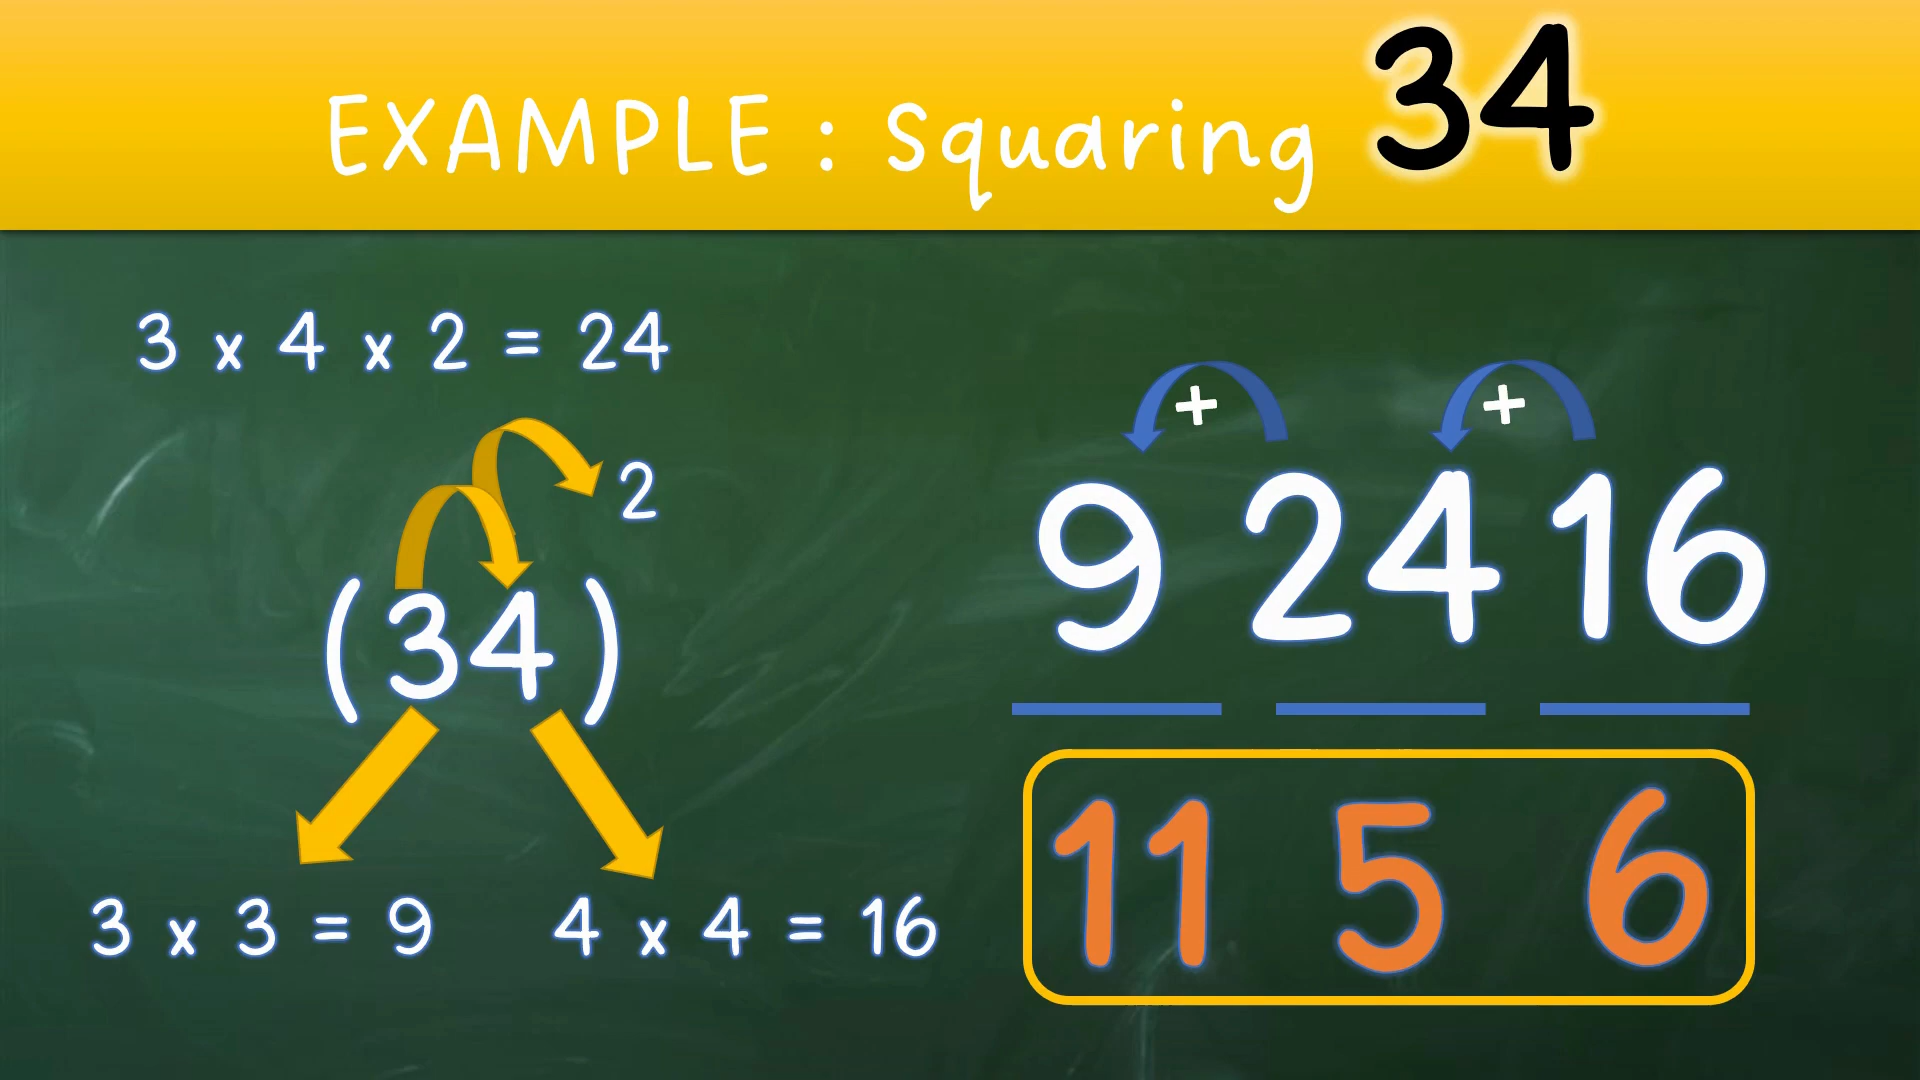 EXAMPLE : Squaring 34
3 x 4 x 2 = 24
2
(34)
3 x 3 = 9
4 x 4 = 16
+ +
9 24 16
11 5 6